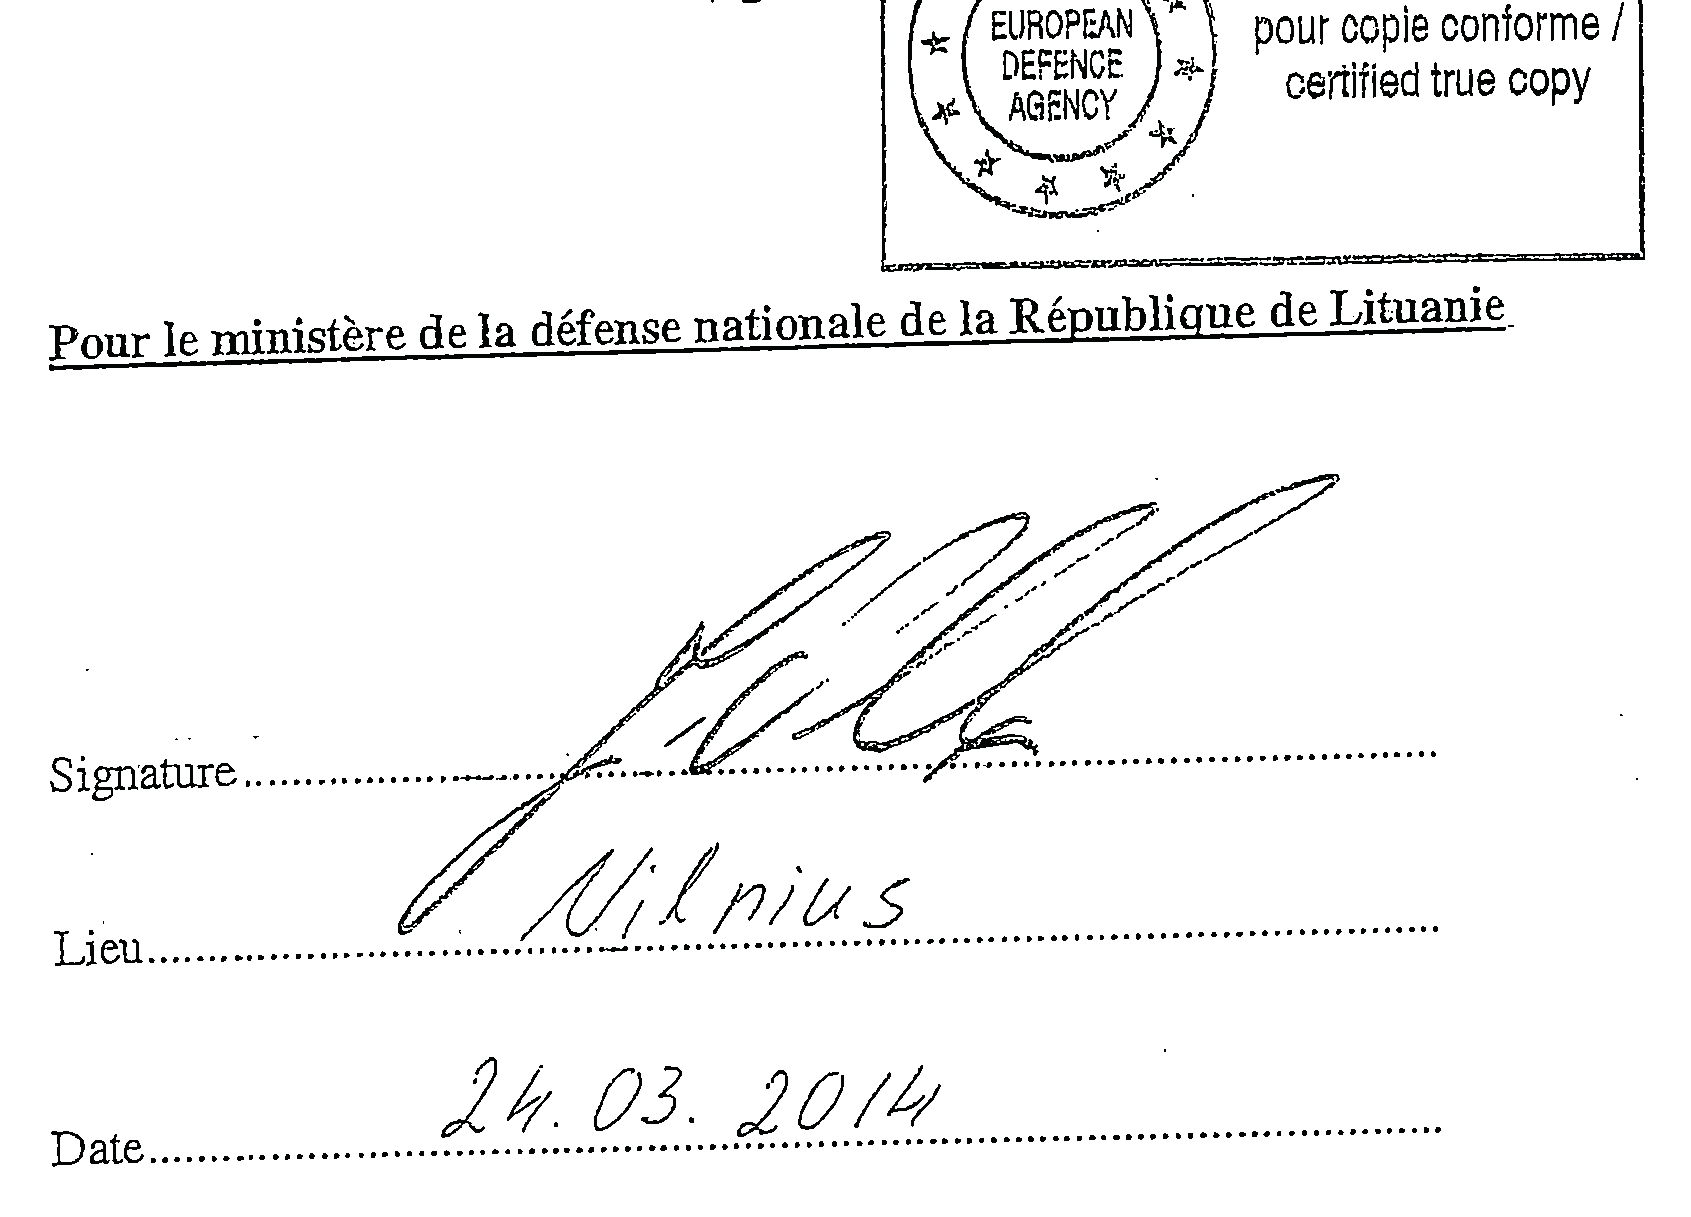 EUROPEAN
DEFENCE
AGENCY
pour copie conforme /
certified true copy
Pour le ministère de la défense nationale de la République de Lituanie
Signature
Lieu Vilnius
Date 24.03.2014